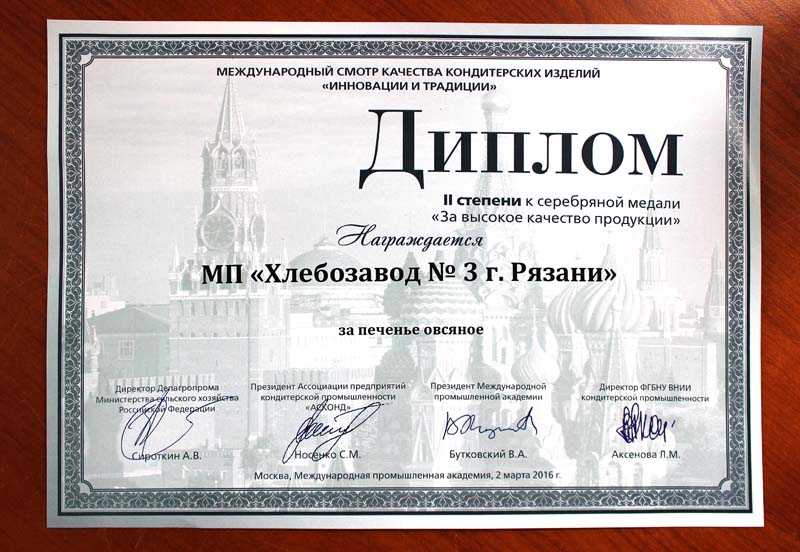 МЕЖДУНАРОДНЫЙ СМОТР КАЧЕСТВА КОНДИТЕРСКИХ ИЗДЕЛИЙ
«ИННОВАЦИИ И ТРАДИЦИИ»
Диплом
II степени к серебряной медали
«За высокое качество продукции»
Награждается
МП «Хлебозавод № 3 г. Рязани»
за печенье овсяное
Директор Делагропрома
Министерства сельского хозяйства
Российской Федерации
Сироткин А.В.
Президент Ассоциации предприятий
кондитерской промышленности
«АСКОНД»
Носенко С.М.
Президент Международной
промышленной академии
Бутковский В.А.
Директор ФГБНУ ВНИИ
кондитерской промышленности
Аксенова Л.М.
Москва, Международная промышленная академия, 2 марта 2016 г.